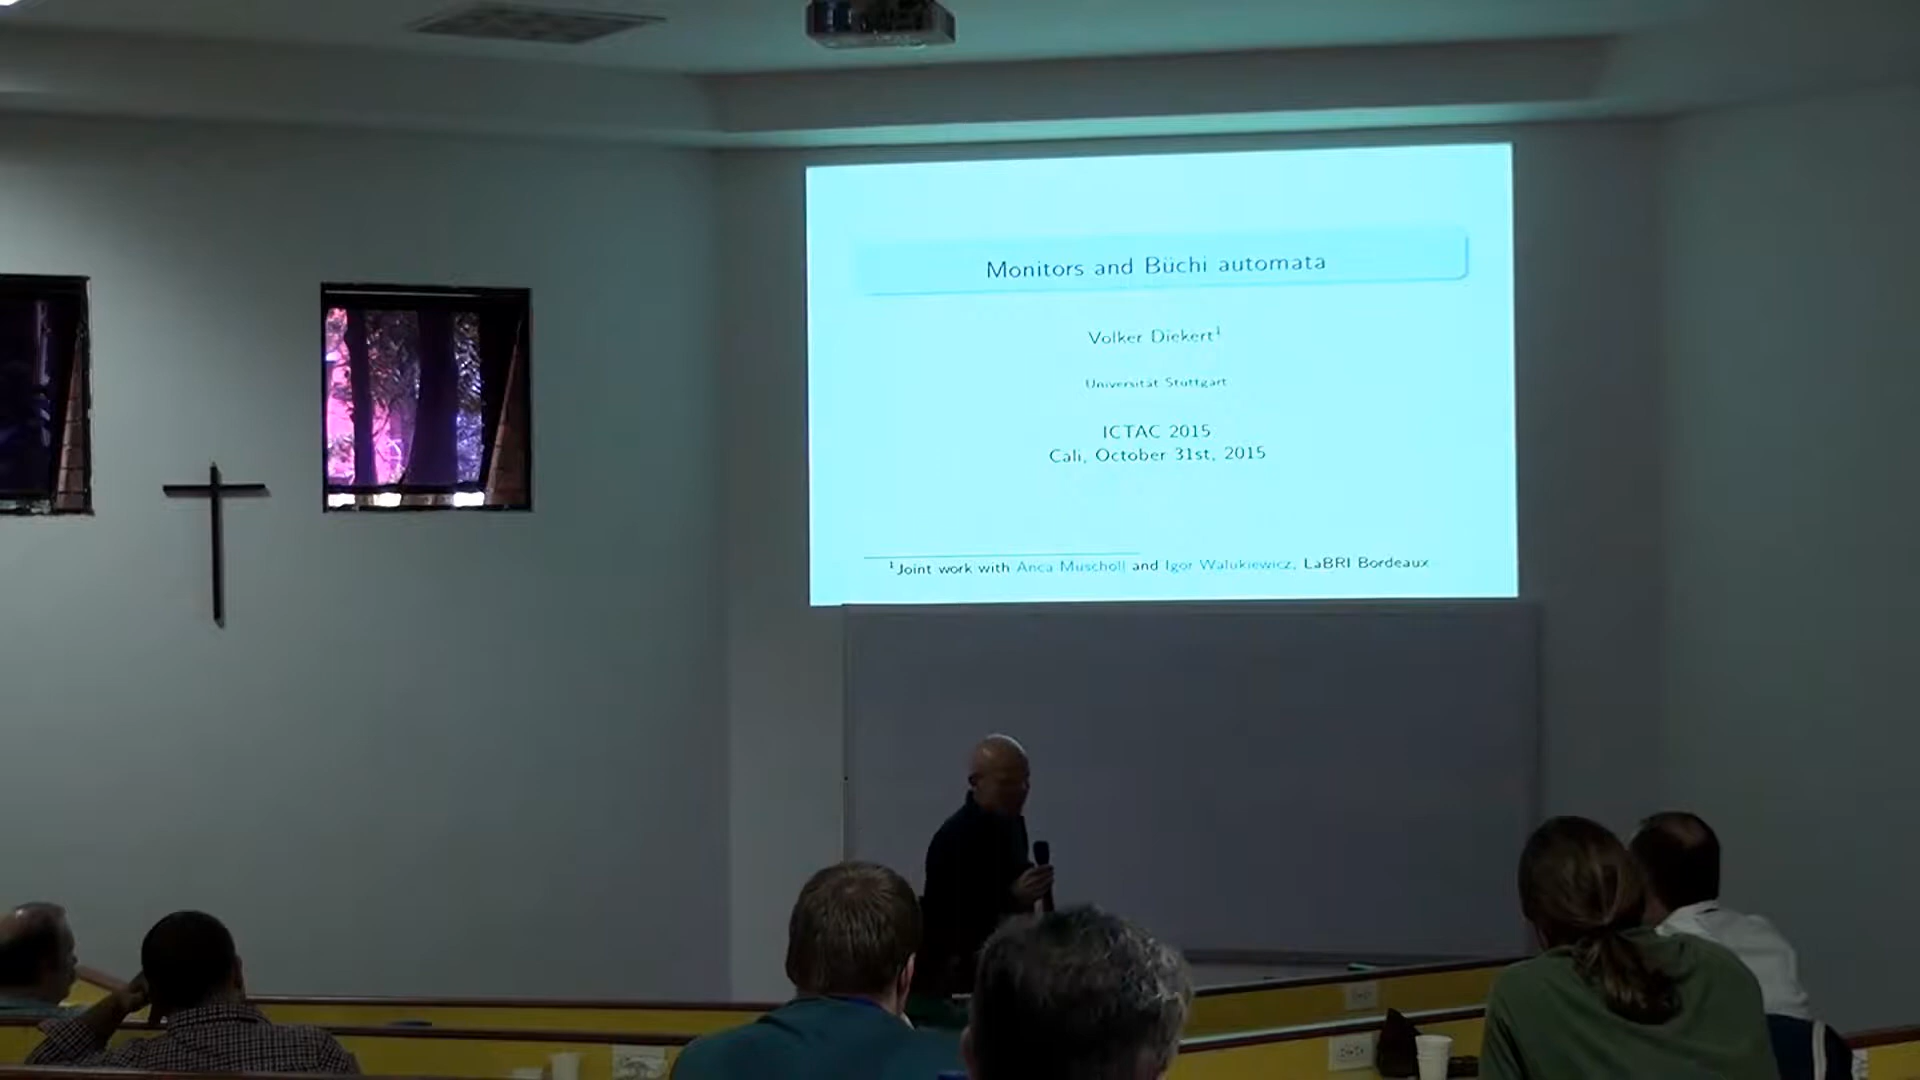 Monitors and Büchi automata
Volker Diekert¹
Universität Stuttgart
ICTAC 2015
Cali, October 31st, 2015
¹Joint work with Anca Muscholl and Igor Walukiewicz, LaBRI Bordeaux